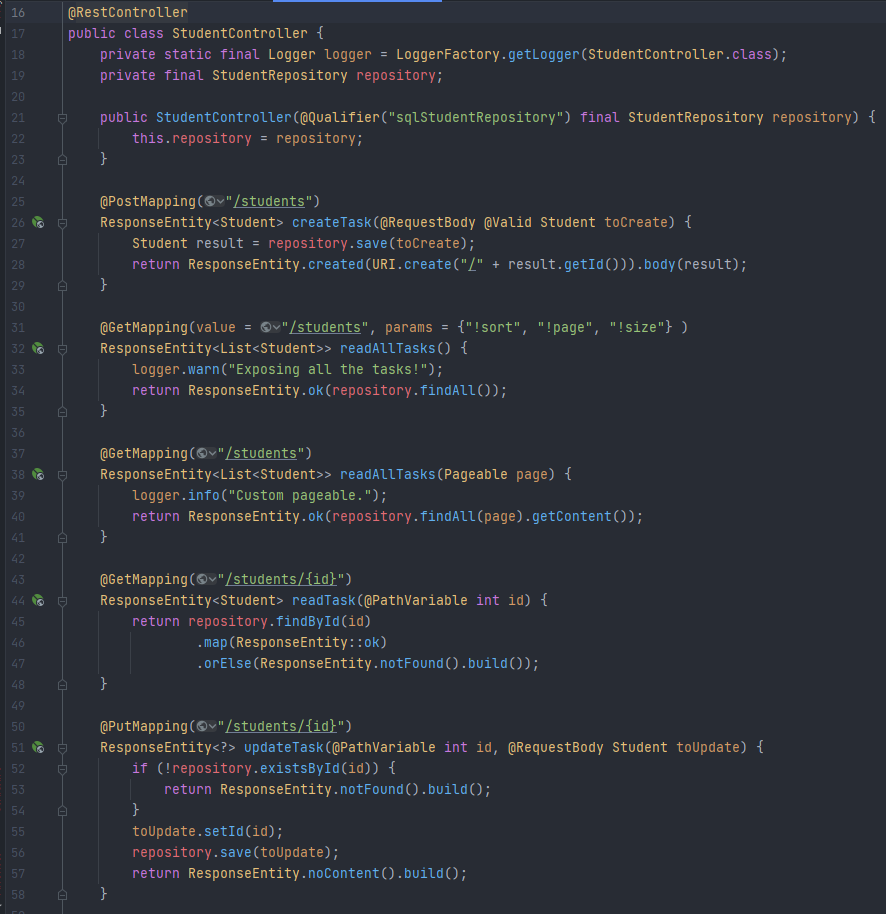 16 @RestController
17 public class StudentController {
18     private static final Logger logger = LoggerFactory.getLogger(StudentController.class);
19     private final StudentRepository repository;
20
21     public StudentController(@Qualifier("sqlStudentRepository") final StudentRepository repository) {
22         this.repository = repository;
23     }
24
25     @PostMapping("/students")
26     ResponseEntity<Student> createTask(@RequestBody @Valid Student toCreate) {
27         Student result = repository.save(toCreate);
28         return ResponseEntity.created(URI.create("/" + result.getId())).body(result);
29     }
30
31     @GetMapping(value = "/students", params = {"!sort", "!page", "!size"} )
32     ResponseEntity<List<Student>> readAllTasks() {
33         logger.warn("Exposing all the tasks!");
34         return ResponseEntity.ok(repository.findAll());
35     }
36
37     @GetMapping("/students")
38     ResponseEntity<List<Student>> readAllTasks(Pageable page) {
39         logger.info("Custom pageable.");
40         return ResponseEntity.ok(repository.findAll(page).getContent());
41     }
42
43     @GetMapping("/students/{id}")
44     ResponseEntity<Student> readTask(@PathVariable int id) {
45         return repository.findById(id)
46                 .map(ResponseEntity::ok)
47                 .orElse(ResponseEntity.notFound().build());
48     }
49
50     @PutMapping("/students/{id}")
51     ResponseEntity<?> updateTask(@PathVariable int id, @RequestBody Student toUpdate) {
52         if (!repository.existsById(id)) {
53             return ResponseEntity.notFound().build();
54         }
55         toUpdate.setId(id);
56         repository.save(toUpdate);
57         return ResponseEntity.noContent().build();
58     }